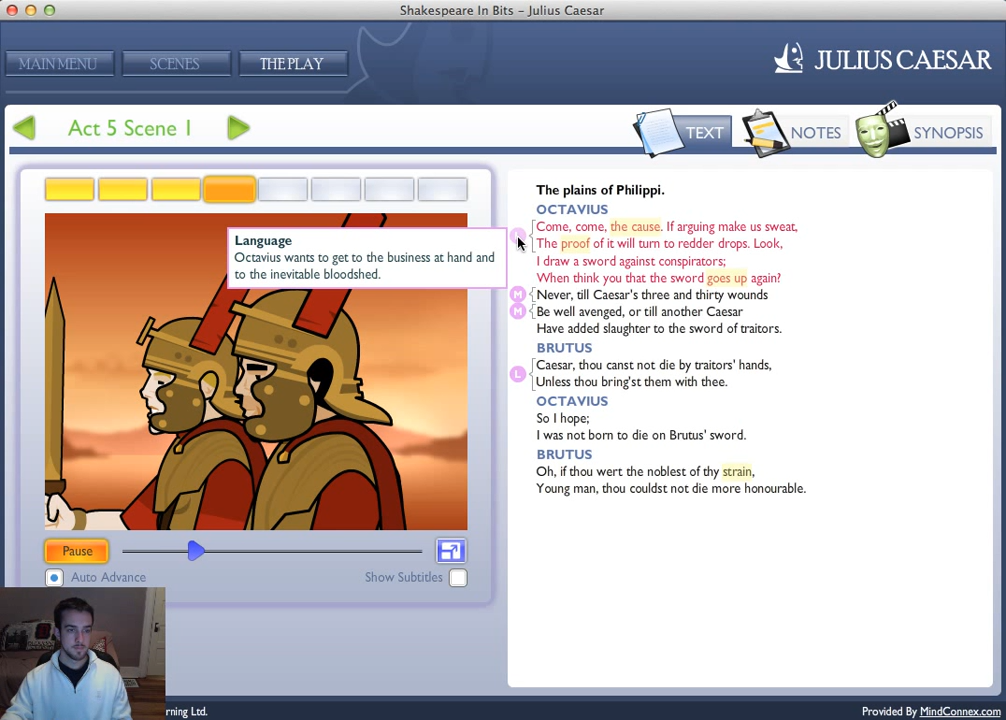 Shakespeare In Bits - Julius Caesar
MAIN MENU
SCENES
THE PLAY
JULIUS CAESAR
Act 5 Scene 1
TEXT
NOTES
SYNOPSIS
Language
Octavius wants to get to the business at hand and
to the inevitable bloodshed.
Pause
Auto Advance
Show Subtitles
The plains of Philippi.
OCTAVIUS
Come, come, the cause. If arguing make us sweat,
The proof of it will turn to redder drops. Look,
I draw a sword against conspirators;
When think you that the sword goes up again?
M Never, till Caesar's three and thirty wounds
M Be well avenged, or till another Caesar
Have added slaughter to the sword of traitors.
BRUTUS
Caesar, thou canst not die by traitors' hands,
L
Unless thou bring'st them with thee.
OCTAVIUS
So I hope;
I was not born to die on Brutus' sword.
BRUTUS
Oh, if thou wert the noblest of thy strain,
Young man, thou couldst not die more honourable.
rning Ltd.
Provided By MindConnex.com